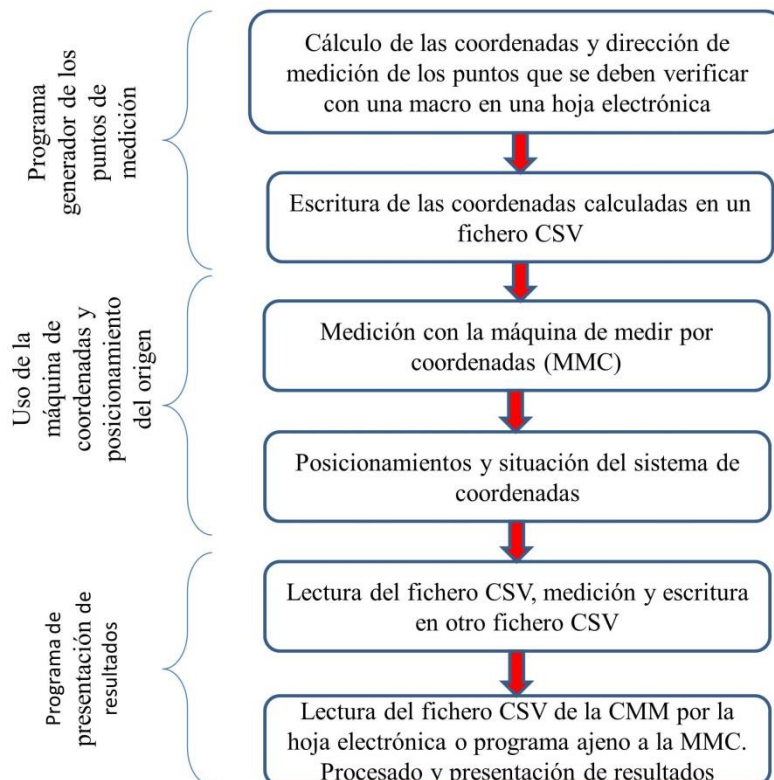 Programa
generador de los
puntos de
medición
Cálculo de las coordenadas y dirección de
medición de los puntos que se deben verificar
con una macro en una hoja electrónica
Escritura de las coordenadas calculadas en un
fichero CSV
Uso de la
máquina de
coordenadas y
posicionamiento
del origen
Medición con la máquina de medir por
coordenadas (MMC)
Posicionamientos y situación del sistema de
coordenadas
Programa de
presentación de
resultados
Lectura del fichero CSV, medición y escritura
en otro fichero CSV
Lectura del fichero CSV de la CMM por la
hoja electrónica o programa ajeno a la MMC.
Procesado y presentación de resultados